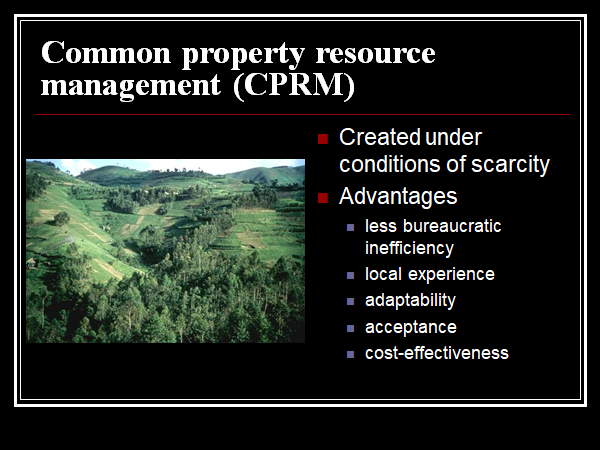 Common property resource
management (CPRM)
Created under
conditions of scarcity
Advantages
less bureaucratic
inefficiency
local experience
adaptability
acceptance
cost-effectiveness